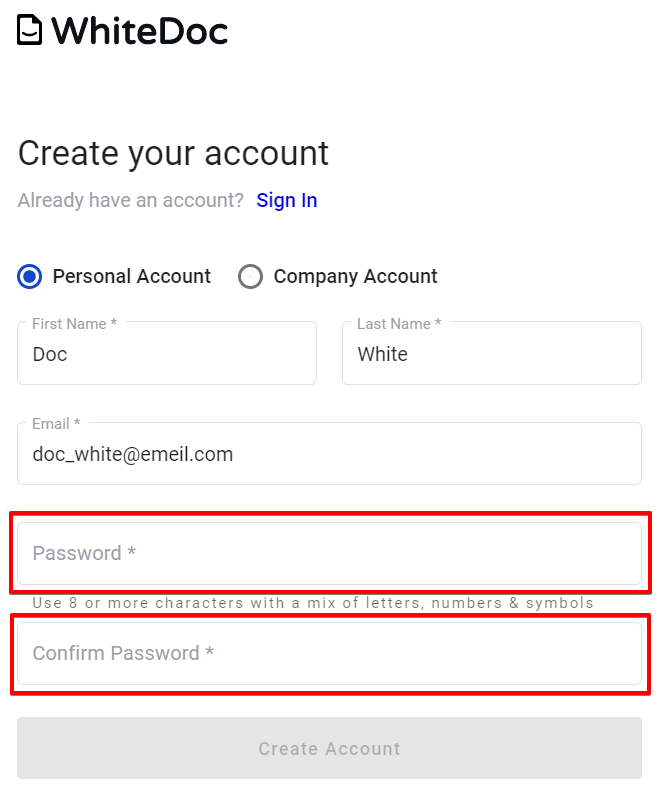 WhiteDoc
Create your account
Already have an account? Sign In
Personal Account Company Account
First Name * Last Name *
Doc White
Email *
doc_white@emeil.com
Password *
Use 8 or more characters with a mix of letters, numbers & symbols
Confirm Password *
Create Account